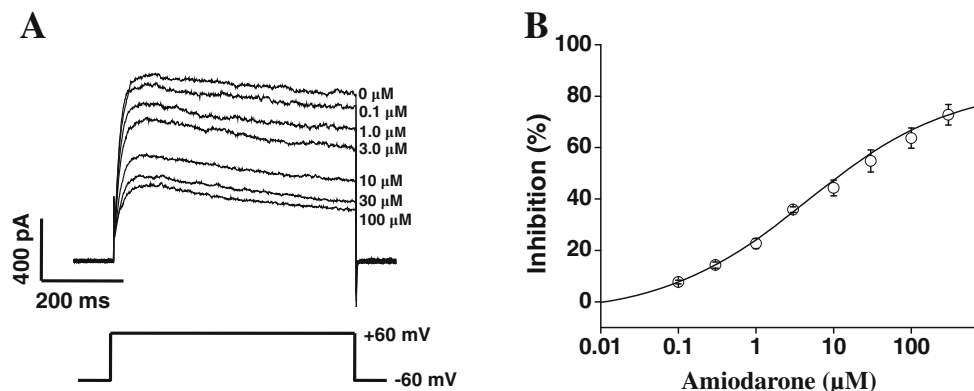 A
0 µM
0.1 µM
1.0 µM
3.0 µM
10 µM
30 µM
100 µM
400 pA
200 ms
+60 mV
-60 mV
B
100
80
60
40
20
0
Inhibition (%)
0.01 0.1 1 10 100
Amiodarone (µM)